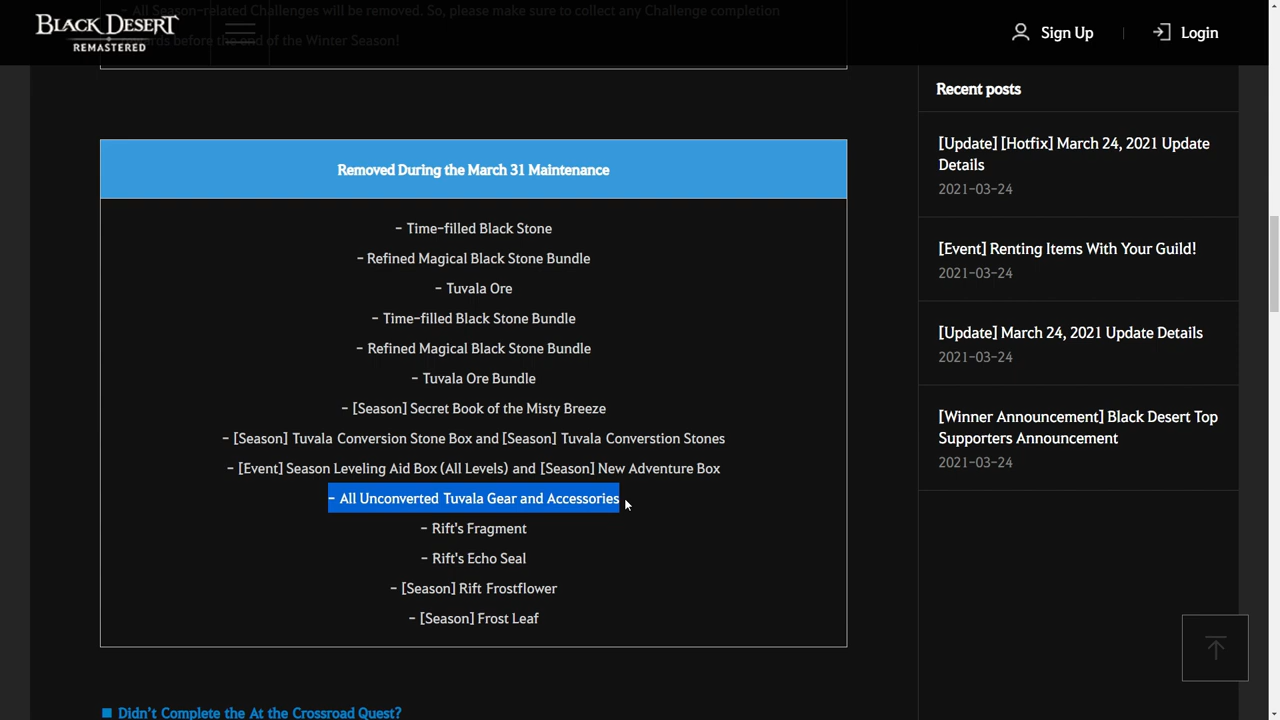 - All Season-related Challenges will be removed. So, please make sure to collect any Challenge completion
rewards before the end of the Winter Season!
BLACK DESERT
REMASTERED
Sign Up
Login
Removed During the March 31 Maintenance
- Time-filled Black Stone
- Refined Magical Black Stone Bundle
- Tuvala Ore
- Time-filled Black Stone Bundle
- Refined Magical Black Stone Bundle
- Tuvala Ore Bundle
- [Season] Secret Book of the Misty Breeze
- [Season] Tuvala Conversion Stone Box and [Season] Tuvala Converstion Stones
- [Event] Season Leveling Aid Box (All Levels) and [Season] New Adventure Box
- All Unconverted Tuvala Gear and Accessories
- Rift's Fragment
- Rift's Echo Seal
- [Season] Rift Frostflower
- [Season] Frost Leaf
■ Didn't Complete the At the Crossroad Quest?
Recent posts
[Update] [Hotfix] March 24, 2021 Update
Details
2021-03-24
[Event] Renting Items With Your Guild!
2021-03-24
[Update] March 24, 2021 Update Details
2021-03-24
[Winner Announcement] Black Desert Top
Supporters Announcement
2021-03-24